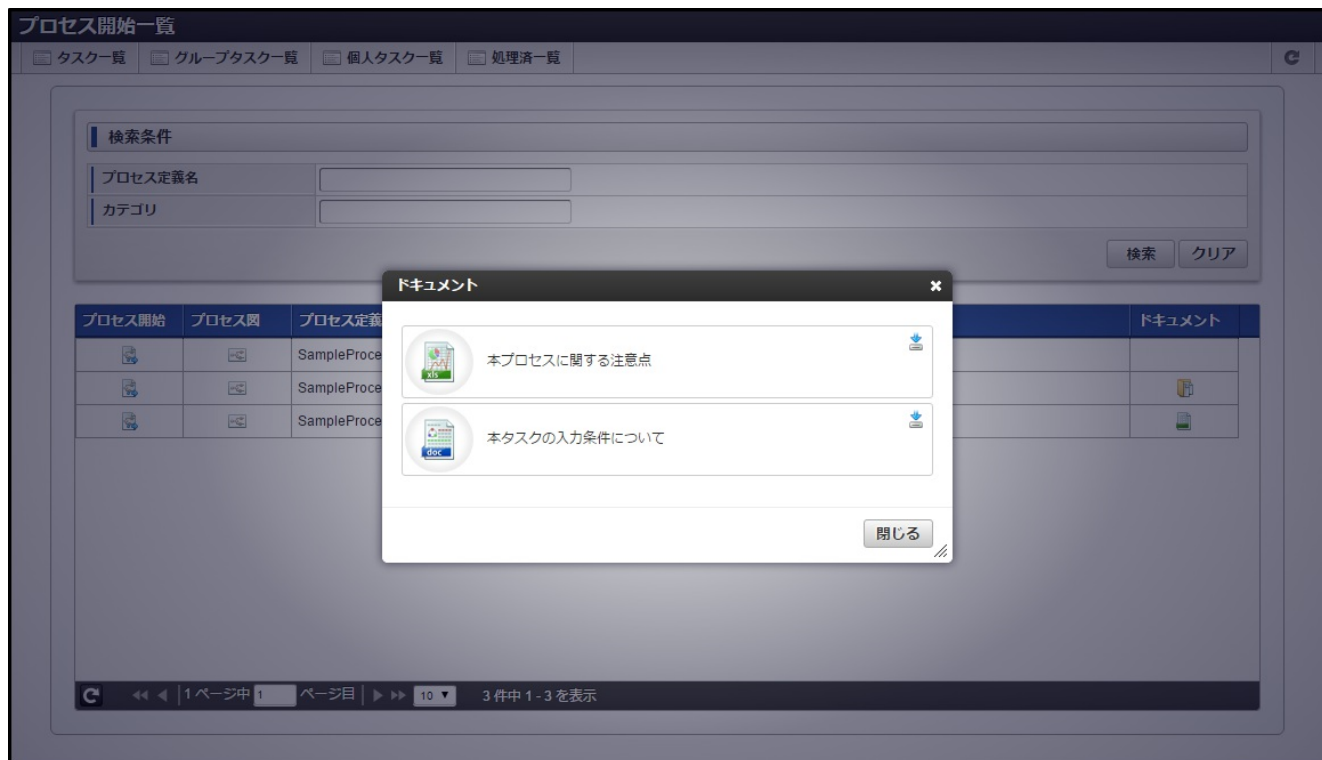 プロセス開始一覧
タスク一覧 グループタスク一覧 個人タスク一覧 処理済一覧
検索条件
プロセス定義名
カテゴリ
検索 クリア
ドキュメント
プロセス開始 プロセス図 プロセス定義 ドキュメント
xls 本プロセスに関する注意点
SampleProce
SampleProce
SampleProce
doc 本タスクの入力条件について
閉じる
1 ページ中 1 ページ目 10 3 件中 1 - 3 を表示